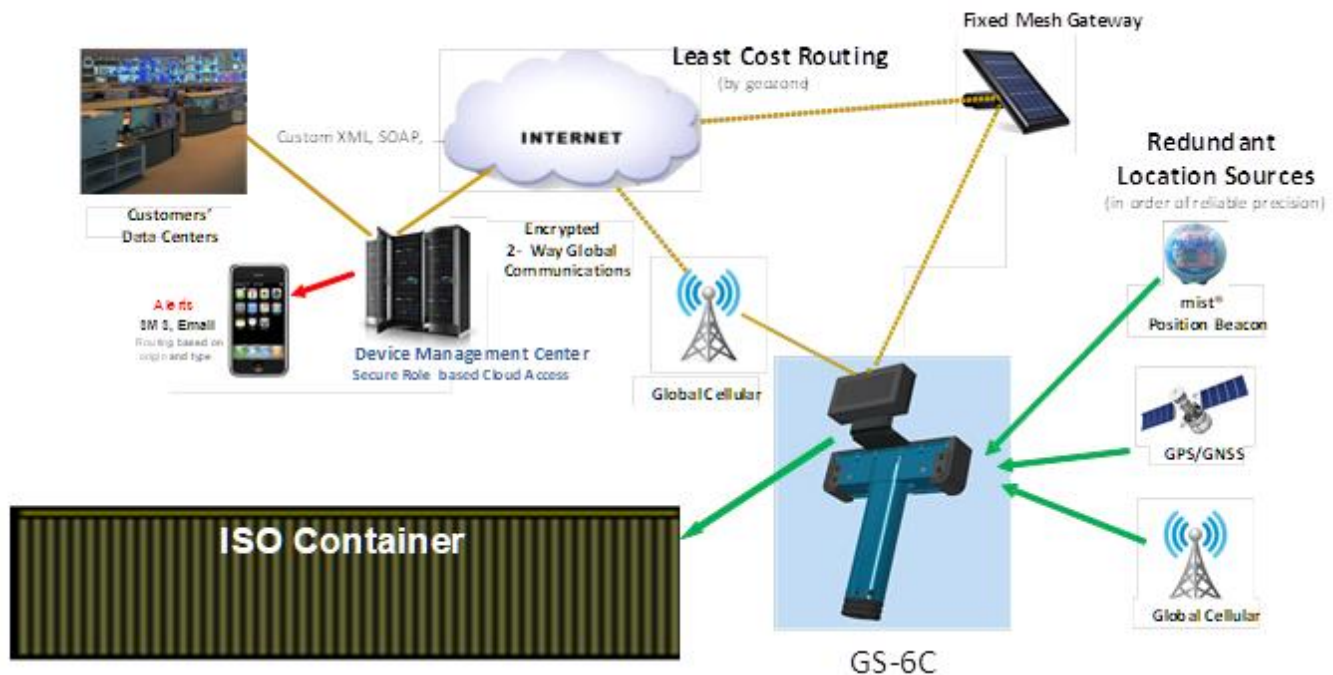 Fixed Mesh Gateway
Least Cost Routing
(by geozone)
Custom XML, SOAP, ...
INTERNET
Redundant
Location Sources
(in order of reliable precision)
Customers'
Data Centers
Encrypted
2- Way Global
Communications
Alerts
SMS, Email
Routing based on
origin and type
Device Management Center
Secure Role based Cloud Access
Global Cellular
mist®
Position Beacon
GPS/GNSS
Global Cellular
ISO Container
GS-6C